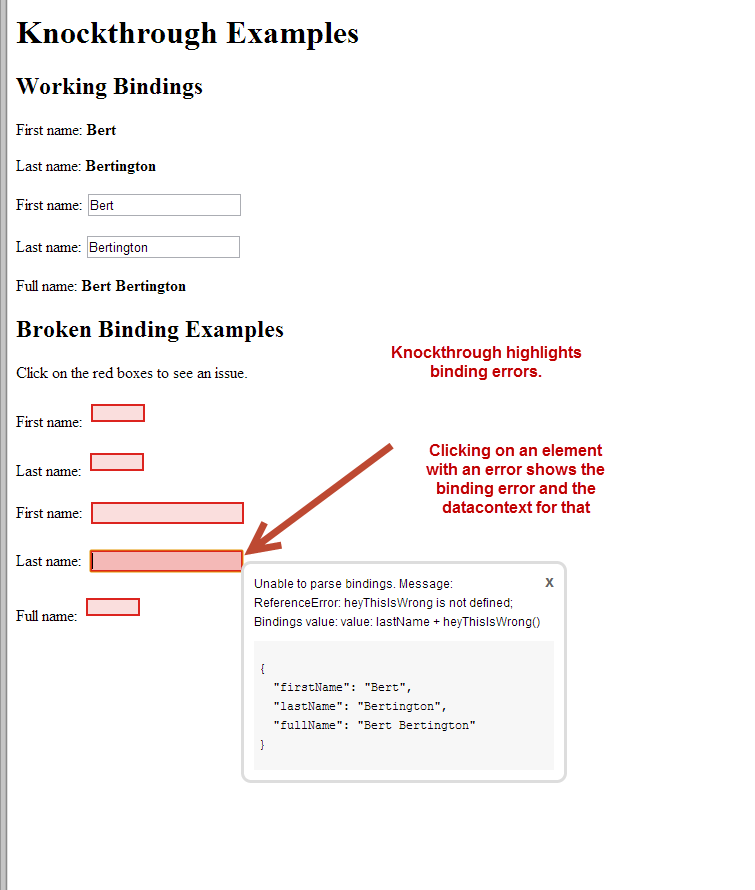 Knockthrough Examples
Working Bindings
First name: Bert
Last name: Bertington
First name: Bert
Last name: Bertington
Full name: Bert Bertington
Broken Binding Examples
Click on the red boxes to see an issue.
Knockthrough highlights
binding errors.
First name:
Last name:
First name:
Last name:
Full name:
Clicking on an element
with an error shows the
binding error and the
datacontext for that
Unable to parse bindings. Message: X
ReferenceError: heyThisIsWrong is not defined;
Bindings value: value: lastName + heyThisIsWrong()
{
"firstName": "Bert",
"lastName": "Bertington",
"fullName": "Bert Bertington"
}